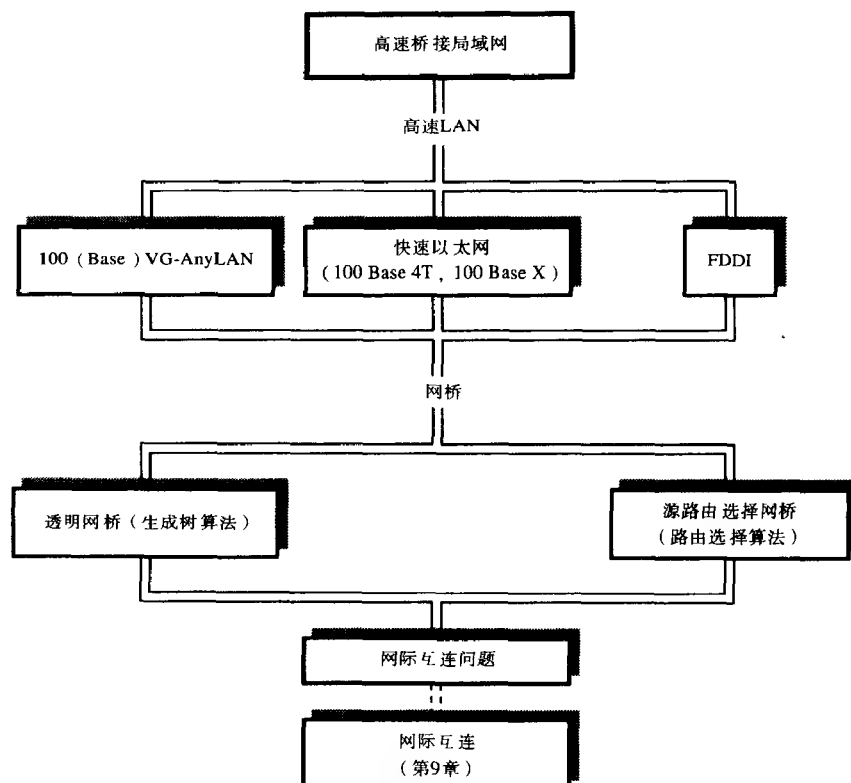 高速桥接局域网
高速LAN
100（Base）VG-AnyLAN
快速以太网
（100 Base 4T，100 Base X）
FDDI
网桥
透明网桥（生成树算法）
源路由选择网桥
（路由选择算法）
网际互连问题
网际互连
（第9章）